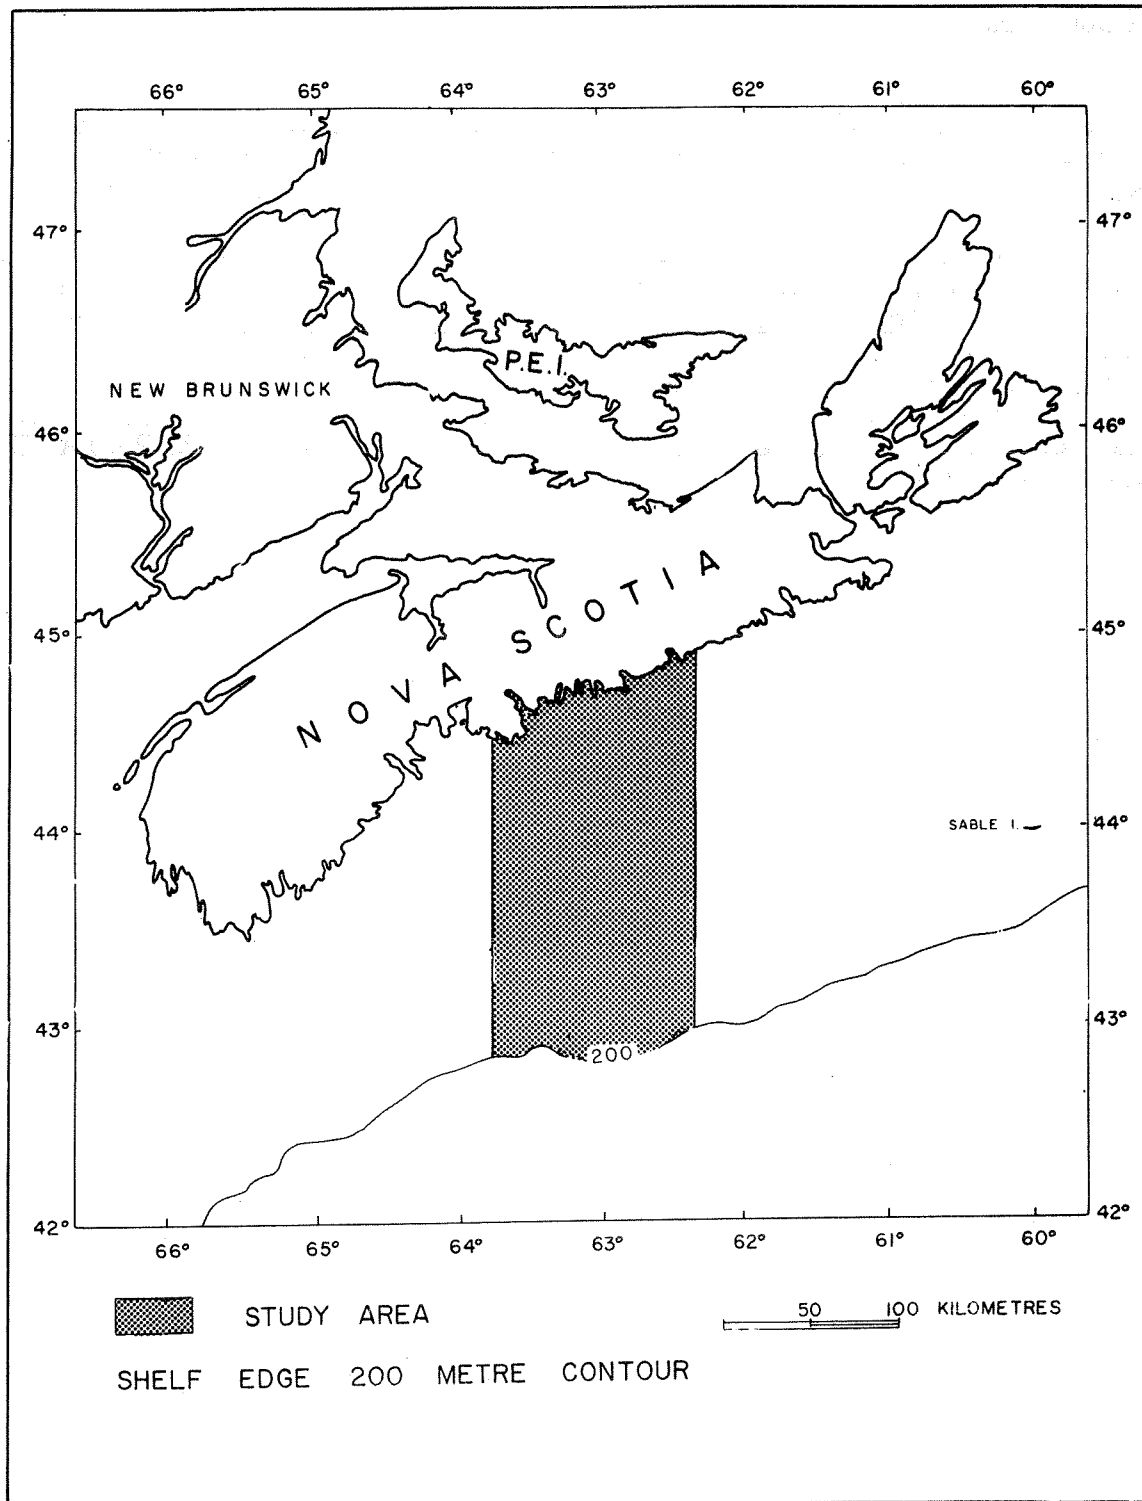 66° 65° 64° 63° 62° 61° 60°
47° 47°
P.E.I.
NEW BRUNSWICK
46° 46°
NOVA SCOTIA
45° 45°
SABLE I.
44° 44°
43° 43°
200
42° 42°
66° 65° 64° 63° 62° 61° 60°
50 100 KILOMETRES
STUDY AREA
SHELF EDGE 200 METRE CONTOUR